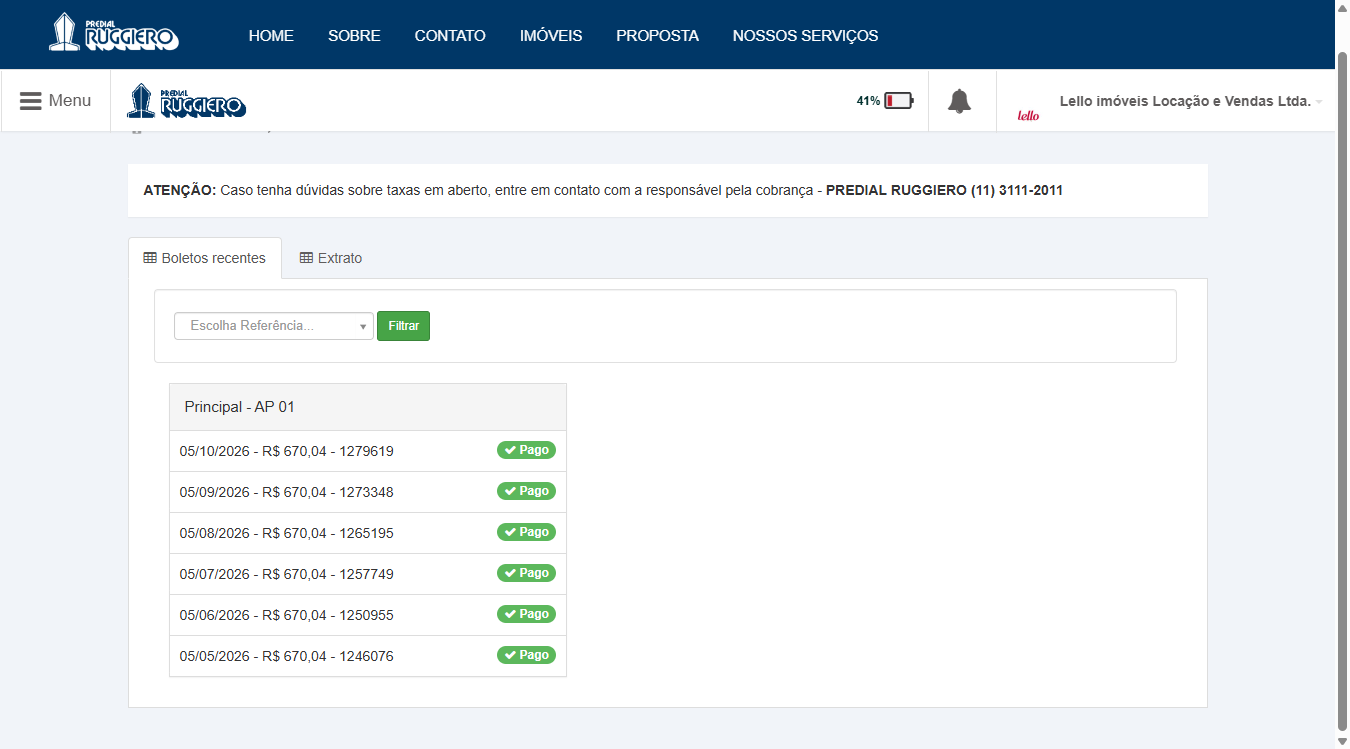 PREDIAL
RUGGIERO
HOME SOBRE CONTATO IMÓVEIS PROPOSTA NOSSOS SERVIÇOS
Menu
PREDIAL
RUGGIERO
41%
lello
Lello imóveis Locação e Vendas Ltda.
ATENÇÃO: Caso tenha dúvidas sobre taxas em aberto, entre em contato com a responsável pela cobrança - PREDIAL RUGGIERO (11) 3111-2011
Boletos recentes
Extrato
Escolha Referência...
Filtrar
Principal - AP 01
05/10/2026 - R$ 670,04 - 1279619 Pago
05/09/2026 - R$ 670,04 - 1273348 Pago
05/08/2026 - R$ 670,04 - 1265195 Pago
05/07/2026 - R$ 670,04 - 1257749 Pago
05/06/2026 - R$ 670,04 - 1250955 Pago
05/05/2026 - R$ 670,04 - 1246076 Pago